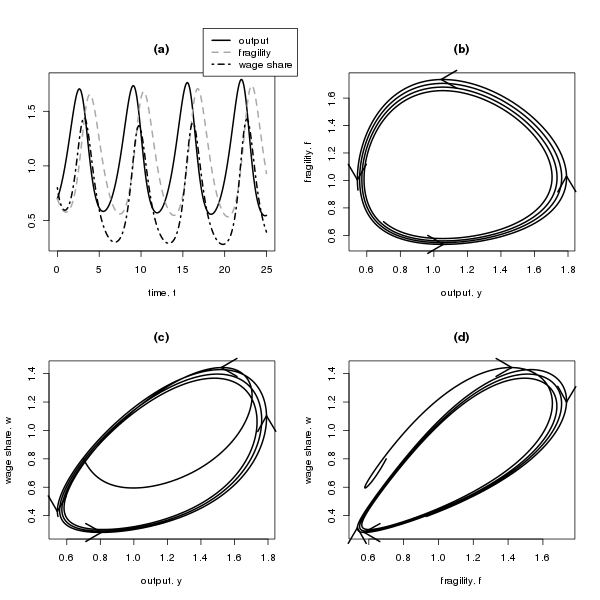 output
fragility
wage share
(a)
1.5
1.0
0.5
0 5 10 15 20 25
time. t
(b)
fragility. f
1.6
1.4
1.2
1.0
0.8
0.6
0.6 0.8 1.0 1.2 1.4 1.6 1.8
output. y
(c)
wage share. w
1.4
1.2
1.0
0.8
0.6
0.4
0.6 0.8 1.0 1.2 1.4 1.6 1.8
output. y
(d)
wage share. w
1.4
1.2
1.0
0.8
0.6
0.4
0.6 0.8 1.0 1.2 1.4 1.6
fragility. f